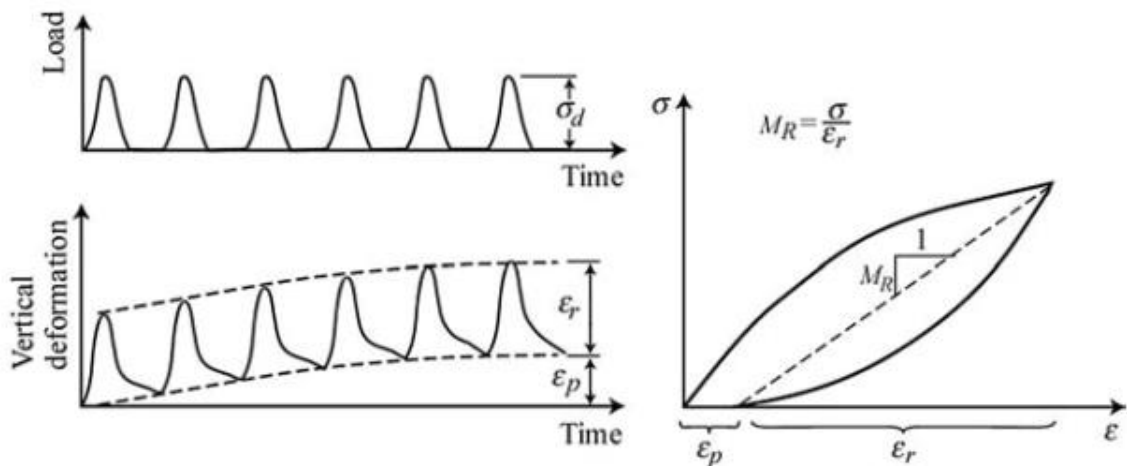 Load
σd
Time
Vertical
deformation
εr
εp
Time
σ
MR = σ/εr
1
MR
εp
εr
ε